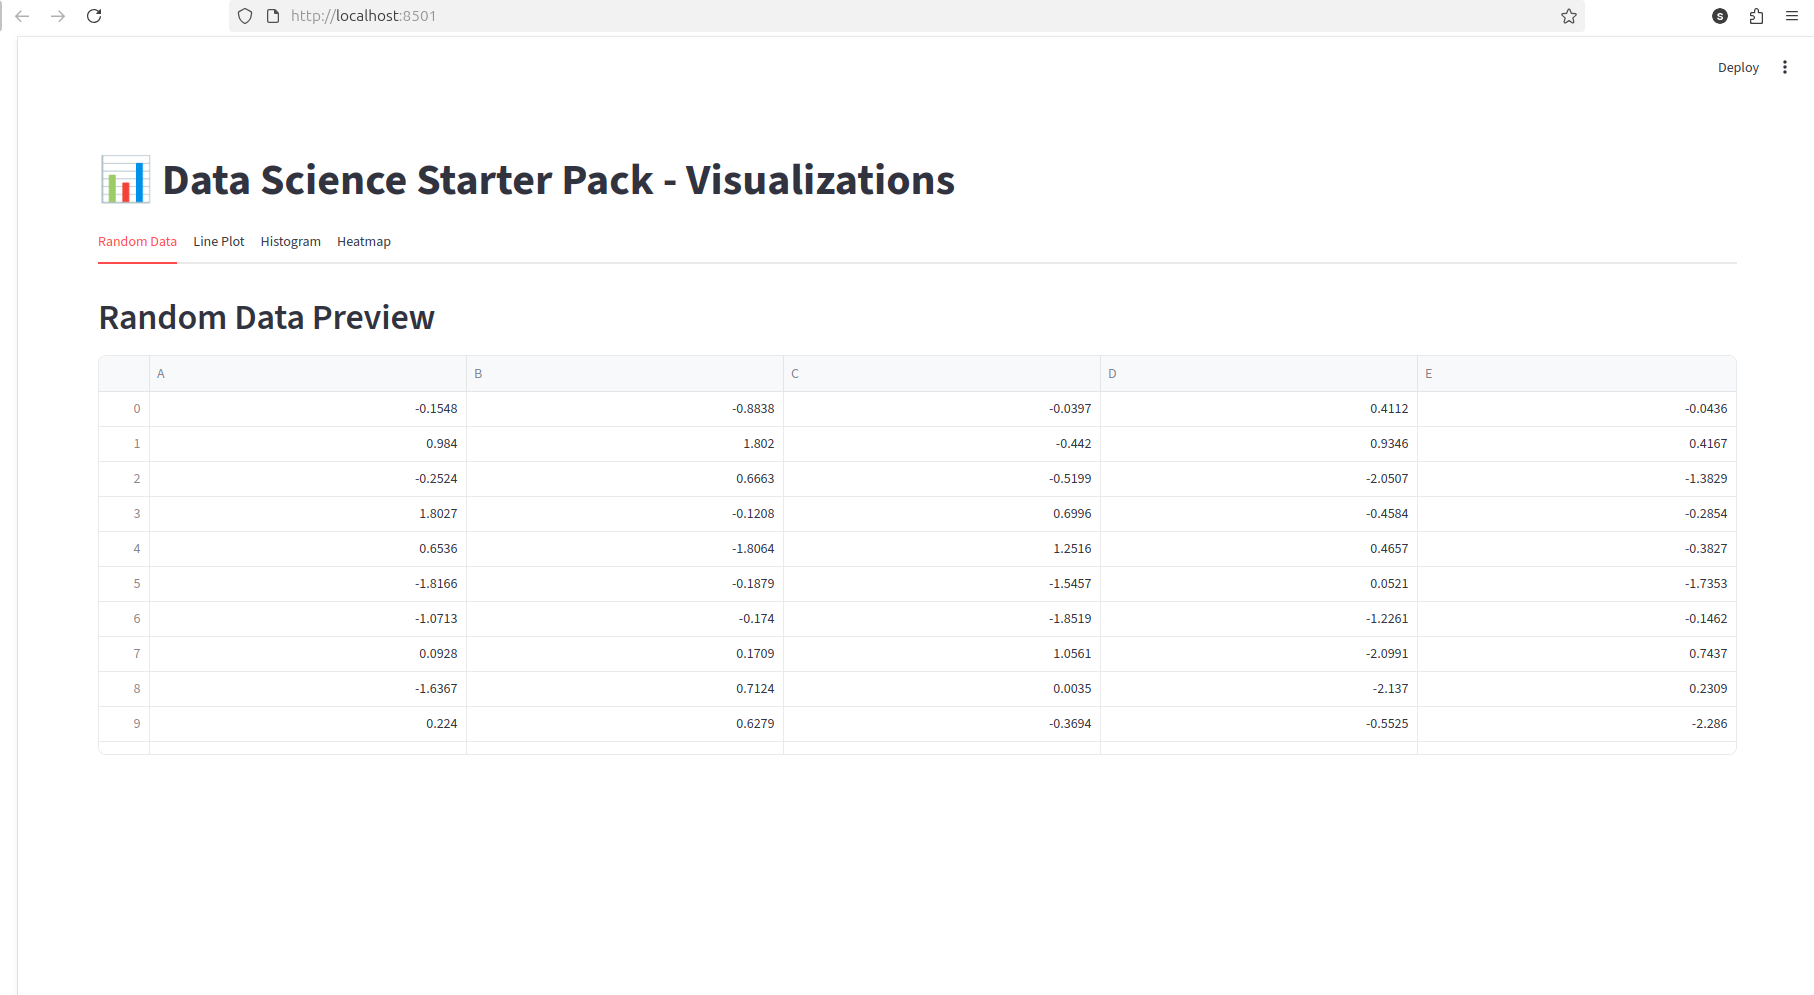 http://localhost:8501
S
Deploy
Data Science Starter Pack - Visualizations
Random Data Line Plot Histogram Heatmap
Random Data Preview
A B C D E
0 -0.1548 -0.8838 -0.0397 0.4112 -0.0436
1 0.984 1.802 -0.442 0.9346 0.4167
2 -0.2524 0.6663 -0.5199 -2.0507 -1.3829
3 1.8027 -0.1208 0.6996 -0.4584 -0.2854
4 0.6536 -1.8064 1.2516 0.4657 -0.3827
5 -1.8166 -0.1879 -1.5457 0.0521 -1.7353
6 -1.0713 -0.174 -1.8519 -1.2261 -0.1462
7 0.0928 0.1709 1.0561 -2.0991 0.7437
8 -1.6367 0.7124 0.0035 -2.137 0.2309
9 0.224 0.6279 -0.3694 -0.5525 -2.286